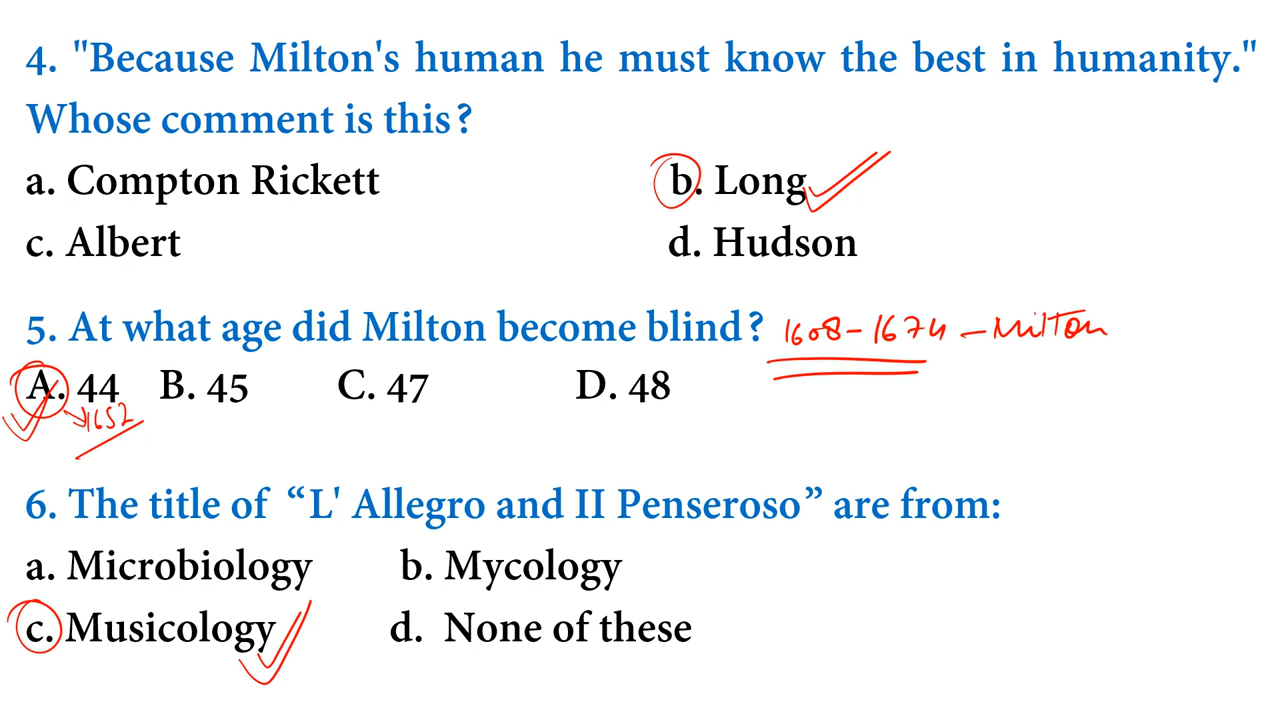 4. "Because Milton's human he must know the best in humanity."
Whose comment is this?
a. Compton Rickett b. Long
c. Albert d. Hudson
5. At what age did Milton become blind? 1608-1674-Milton
A. 44 B. 45 C. 47 D. 48
1652
6. The title of “L' Allegro and II Penseroso” are from:
a. Microbiology b. Mycology
c. Musicology d. None of these